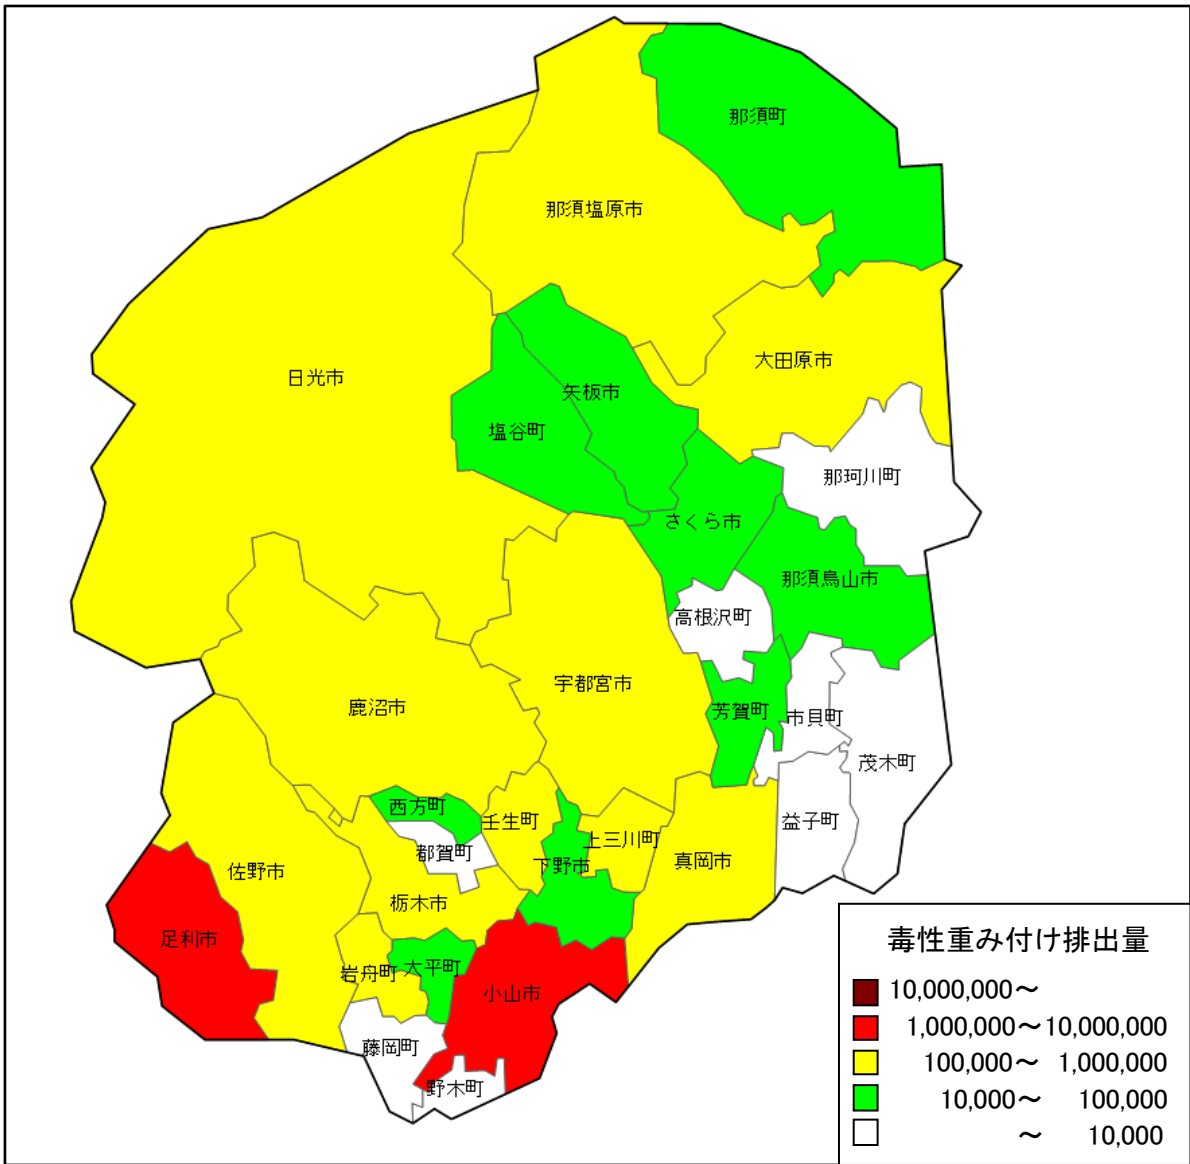 那須町
那須塩原市
大田原市
日光市
矢板市
塩谷町
那珂川町
さくら市
那須烏山市
高根沢町
宇都宮市
鹿沼市
芳賀町
市貝町
茂木町
西方町
壬生町
益子町
上三川町
都賀町
真岡市
下野市
佐野市
栃木市
足利市
岩舟町
大平町
小山市
藤岡町
野木町
毒性重み付け排出量
10,000,000～
1,000,000～10,000,000
100,000～ 1,000,000
10,000～ 100,000
～ 10,000